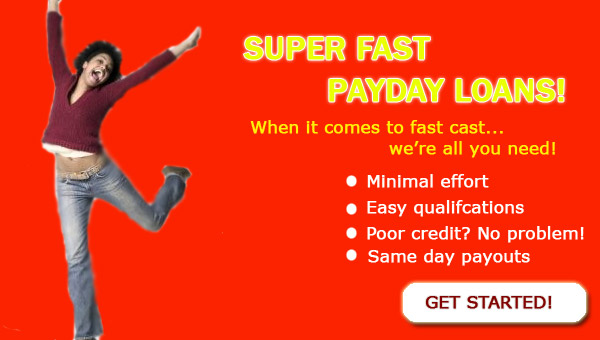 SUPER FAST
PAYDAY LOANS!
When it comes to fast cast...
we're all you need!
Minimal effort
Easy qualifcations
Poor credit? No problem!
Same day payouts
GET STARTED!